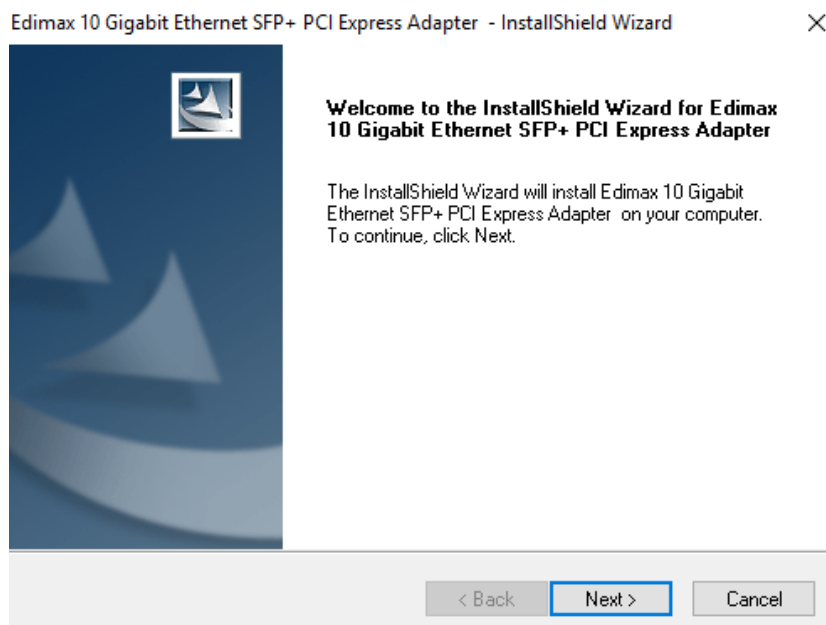 Edimax 10 Gigabit Ethernet SFP+ PCI Express Adapter - InstallShield Wizard
Welcome to the InstallShield Wizard for Edimax
10 Gigabit Ethernet SFP+ PCI Express Adapter
The InstallShield Wizard will install Edimax 10 Gigabit
Ethernet SFP+ PCI Express Adapter on your computer.
To continue, click Next.
< Back Next > Cancel